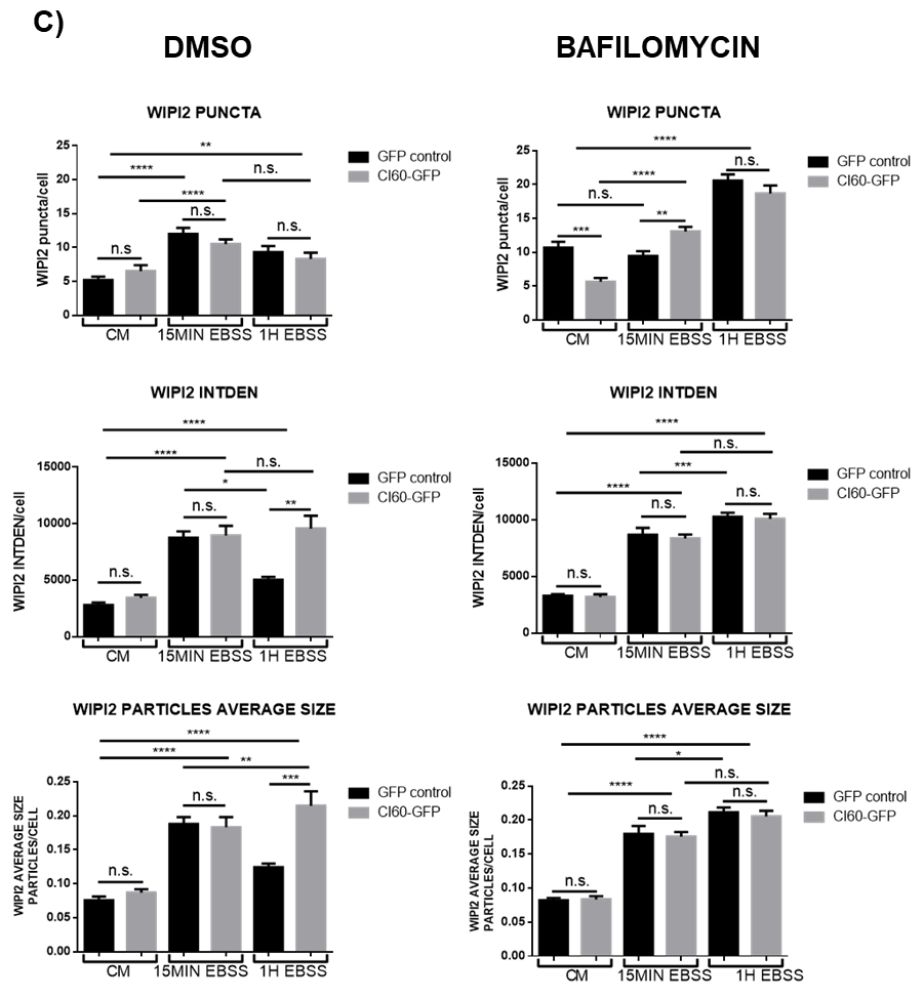 C)
DMSO
BAFILOMYCIN
WIPI2 PUNCTA
WIPI2 puncta/cell
25
20
15
10
5
0
**
****
n.s.
****
n.s.
n.s
n.s.
GFP control
CI60-GFP
CM
15MIN EBSS
1H EBSS
WIPI2 PUNCTA
WIPI2 puncta/cell
25
20
15
10
5
0
****
n.s.
****
n.s.
**
***
GFP control
CI60-GFP
CM
15MIN EBSS
1H EBSS
WIPI2 INTDEN
WIPI2 INTDEN/cell
15000
10000
5000
0
****
****
n.s.
*
n.s.
**
n.s.
GFP control
CI60-GFP
CM
15MIN EBSS
1H EBSS
WIPI2 INTDEN
WIPI2 INTDEN/cell
15000
10000
5000
0
****
n.s.
***
****
n.s.
n.s.
n.s.
GFP control
CI60-GFP
CM
15MIN EBSS
1H EBSS
WIPI2 PARTICLES AVERAGE SIZE
WIPI2 AVERAGE SIZE
PARTICLES/CELL
0.25
0.20
0.15
0.10
0.05
0.00
****
****
**
n.s.
***
n.s.
GFP control
CI60-GFP
CM
15MIN EBSS
1H EBSS
WIPI2 PARTICLES AVERAGE SIZE
WIPI2 AVERAGE SIZE
PARTICLES/CELL
0.25
0.20
0.15
0.10
0.05
0.00
****
*
n.s.
****
n.s.
n.s.
n.s.
GFP control
CI60-GFP
CM
15MIN EBSS
1H EBSS